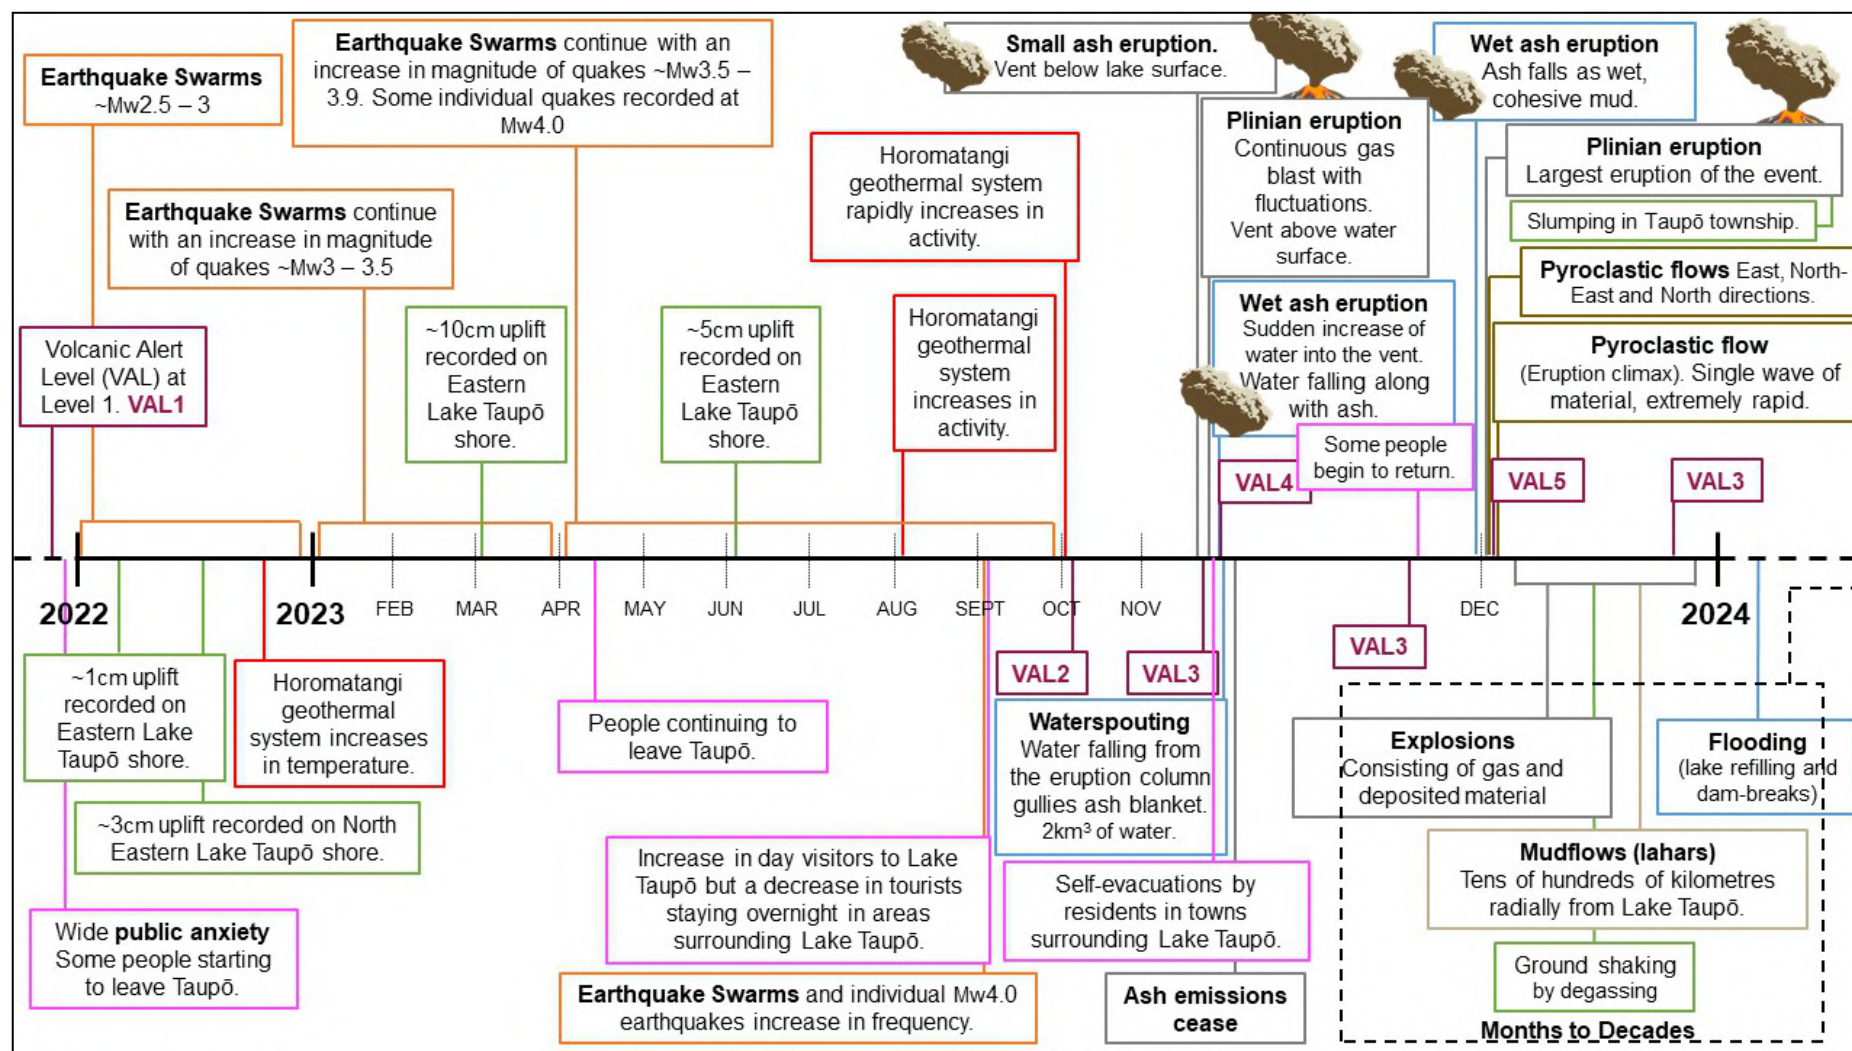 Earthquake Swarms
~Mw2.5 – 3
Earthquake Swarms continue with an
increase in magnitude of quakes ~Mw3.5 –
3.9. Some individual quakes recorded at
Mw4.0
Small ash eruption.
Vent below lake surface.
Wet ash eruption
Ash falls as wet,
cohesive mud.
Plinian eruption
Continuous gas
blast with
fluctuations.
Vent above water
surface.
Plinian eruption
Largest eruption of the event.
Slumping in Taupō township.
Earthquake Swarms continue
with an increase in magnitude
of quakes ~Mw3 – 3.5
Horomatangi
geothermal system
rapidly increases in
activity.
Pyroclastic flows East, North-
East and North directions.
Volcanic Alert
Level (VAL) at
Level 1. VAL1
~10cm uplift
recorded on
Eastern
Lake Taupō
shore.
~5cm uplift
recorded on
Eastern
Lake Taupō
shore.
Horomatangi
geothermal
system
increases in
activity.
Wet ash eruption
Sudden increase of
water into the vent.
Water falling along
with ash.
Pyroclastic flow
(Eruption climax). Single wave of
material, extremely rapid.
Some people
begin to return.
VAL4
VAL5
VAL3
2022
2023
FEB
MAR
APR
MAY
JUN
JUL
AUG
SEPT
OCT
NOV
DEC
2024
VAL3
VAL2
VAL3
~1cm uplift
recorded on
Eastern Lake
Taupō shore.
Horomatangi
geothermal
system increases
in temperature.
People continuing to
leave Taupō.
Waterspouting
Water falling from
the eruption column
gullies ash blanket.
2km³ of water.
Explosions
Consisting of gas and
deposited material
Flooding
(lake refilling and
dam-breaks)
~3cm uplift recorded on North
Eastern Lake Taupō shore.
Increase in day visitors to Lake
Taupō but a decrease in tourists
staying overnight in areas
surrounding Lake Taupō.
Self-evacuations by
residents in towns
surrounding Lake Taupō.
Mudflows (lahars)
Tens of hundreds of kilometres
radially from Lake Taupō.
Wide public anxiety
Some people starting
to leave Taupō.
Earthquake Swarms and individual Mw4.0
earthquakes increase in frequency.
Ash emissions
cease
Ground shaking
by degassing
Months to Decades